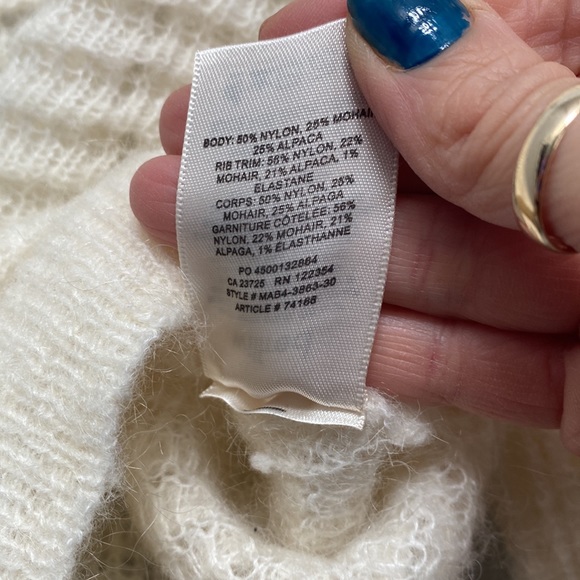 BODY: 50% NYLON, 25% MOHAIR
25% ALPACA
RIB TRIM: 56% NYLON, 22%
MOHAIR, 21% ALPACA, 1%
ELASTANE
CORPS: 50% NYLON, 25%
MOHAIR, 25% ALPAGA
GARNITURE CÔTELÉE: 56%
NYLON, 22% MOHAIR, 21%
ALPAGA, 1% ÉLASTHANNE
PO 4500132864
CA 23725 RN 122354
STYLE # MAB4-3863-30
ARTICLE # 74165